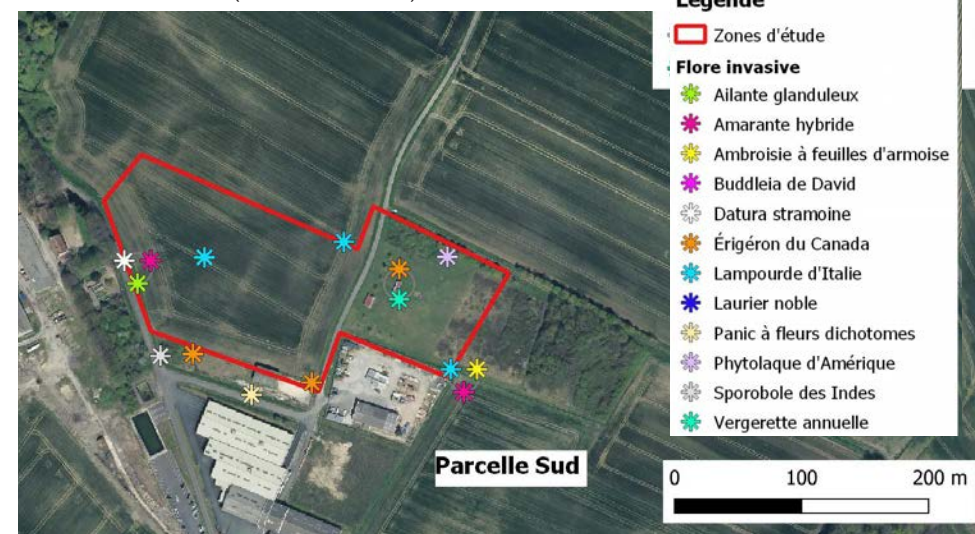 Légende
Zones d'étude
Flore invasive
Ailante glanduleux
Amarante hybride
Ambroisie à feuilles d'armoise
Buddleia de David
Datura stramoine
Érigéron du Canada
Lampourde d'Italie
Laurier noble
Panic à fleurs dichotomes
Phytolaque d'Amérique
Sporobole des Indes
Vergerette annuelle
Parcelle Sud
0 100 200 m